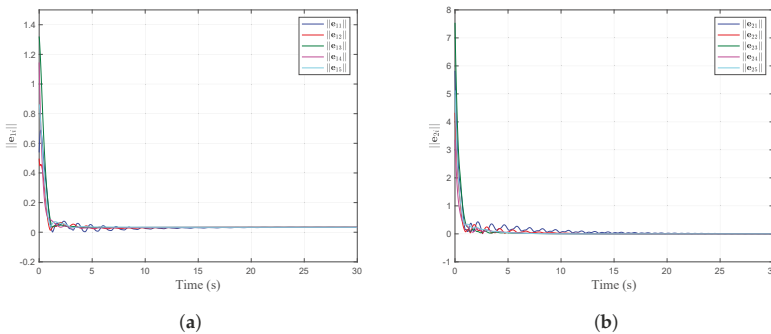 1.4
1.2
1
0.8
0.6
0.4
0.2
0
-0.2
||e₁ᵢ||
0 5 10 15 20 25 30
Time (s)
||e₁₁||
||e₁₂||
||e₁₃||
||e₁₄||
||e₁₅||
(a)
8
7
6
5
4
3
2
1
0
-1
||e₂ᵢ||
0 5 10 15 20 25 30
Time (s)
||e₂₁||
||e₂₂||
||e₂₃||
||e₂₄||
||e₂₅||
(b)